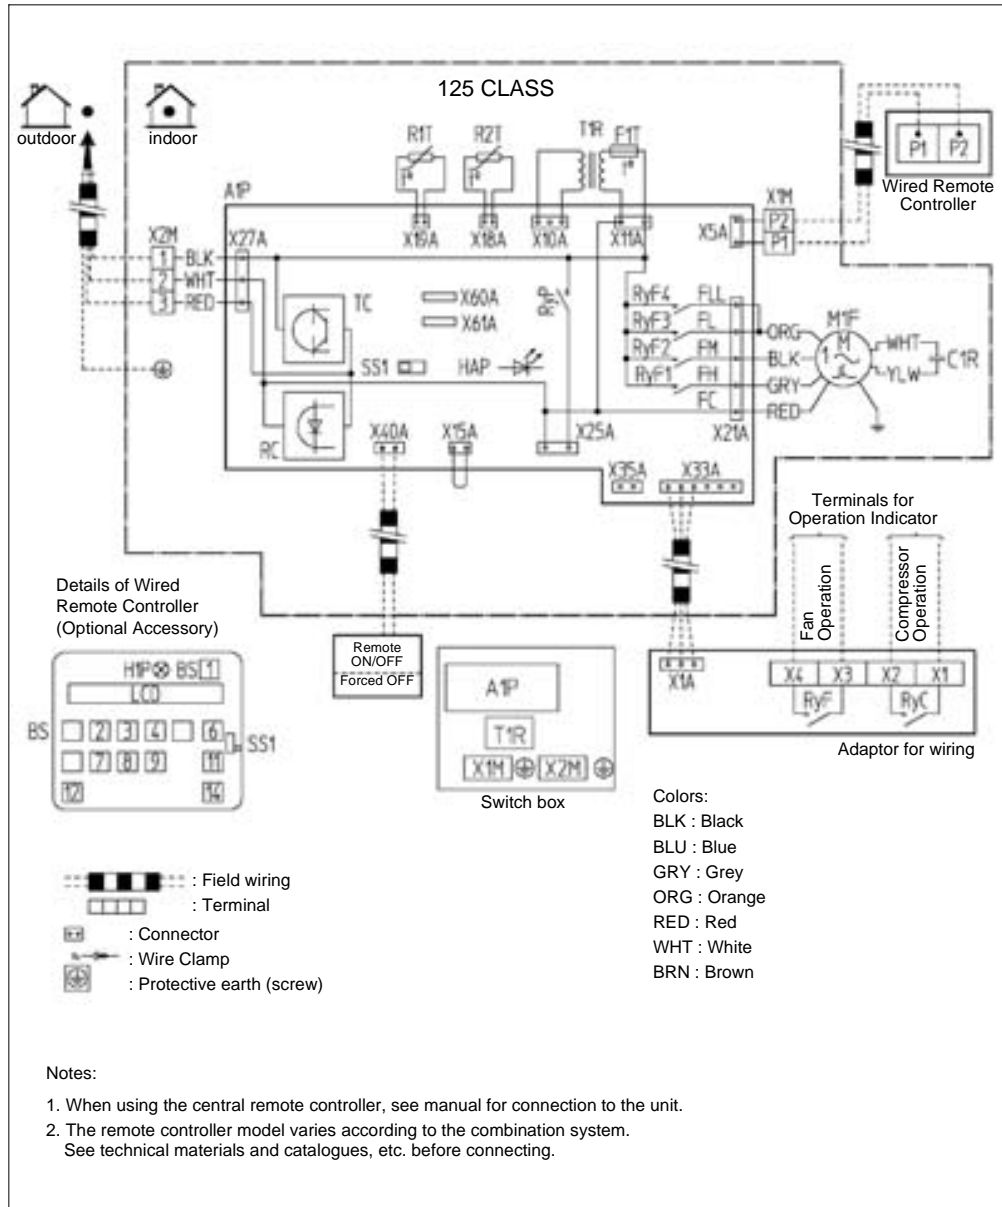 125 CLASS
outdoor
indoor
R1T
R2T
T1R
F1T
P1
P2
Wired Remote
Controller
A1P
X1M
X2M
X27A
X19A
X18A
X10A
X11A
X5A
P2
P1
1
BLK
2
WHT
3
RED
TC
X60A
X61A
RyP
RyF4
FLL
RyF3
FL
RyF2
FM
RyF1
FH
FC
ORG
BLK
GRY
RED
M1F
M
1
WHT
YLW
C1R
SS1
HAP
RC
X40A
X15A
X25A
X21A
X35A
X33A
Terminals for
Operation Indicator
Fan
Operation
Compressor
Operation
Details of Wired
Remote Controller
(Optional Accessory)
H1P BS 1
LCD
BS
2 3 4 6
SS1
7 8 9 11
12 14
Remote
ON/OFF
Forced OFF
A1P
T1R
X1M X2M
Switch box
X1A
X4 X3 X2 X1
RyF RyC
Adaptor for wiring
Colors:
BLK : Black
BLU : Blue
GRY : Grey
ORG : Orange
RED : Red
WHT : White
BRN : Brown
: Field wiring
: Terminal
: Connector
: Wire Clamp
: Protective earth (screw)
Notes:
1. When using the central remote controller, see manual for connection to the unit.
2. The remote controller model varies according to the combination system.
See technical materials and catalogues, etc. before connecting.